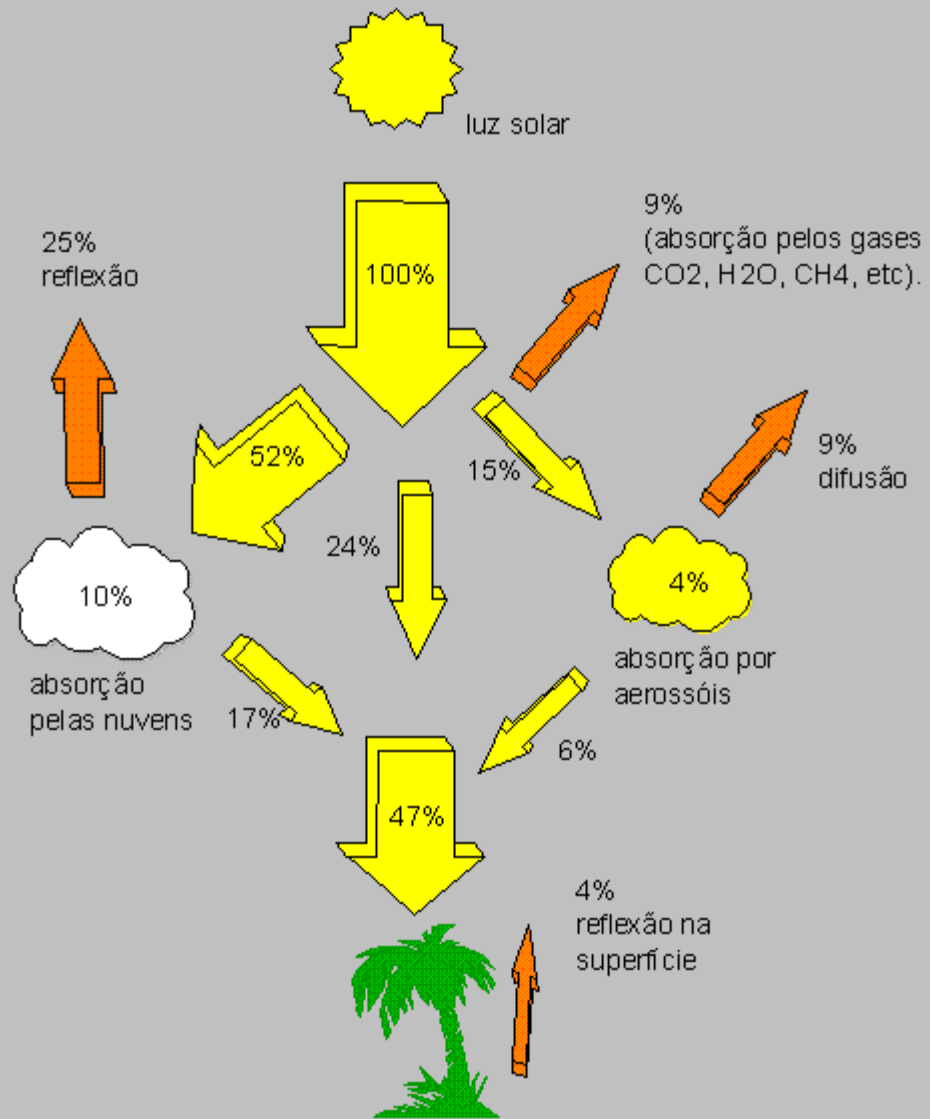 luz solar
9%
(absorção pelos gases
CO2, H2O, CH4, etc).
25%
reflexão
100%
52%
15%
9%
difusão
24%
10%
4%
absorção
pelas nuvens
absorção por
aerossóis
17%
6%
47%
4%
reflexão na
superfície